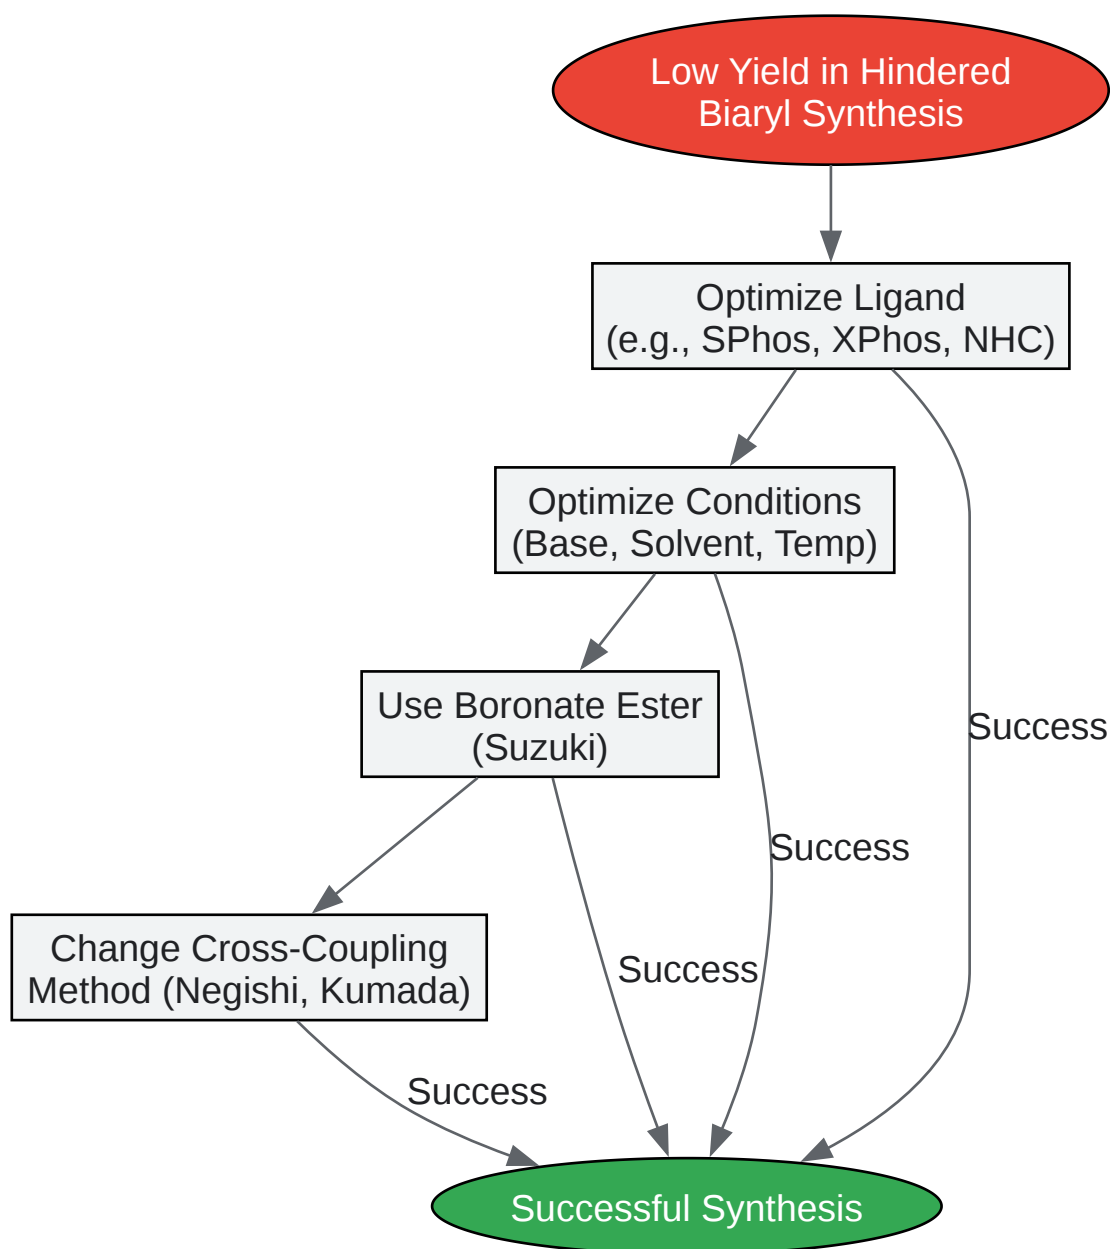 Low Yield in Hindered
Biaryl Synthesis
Optimize Ligand
(e.g., SPhos, XPhos, NHC)
Optimize Conditions
(Base, Solvent, Temp)
Use Boronate Ester
(Suzuki)
Success
Success
Change Cross-Coupling
Method (Negishi, Kumada)
Success
Success
Successful Synthesis